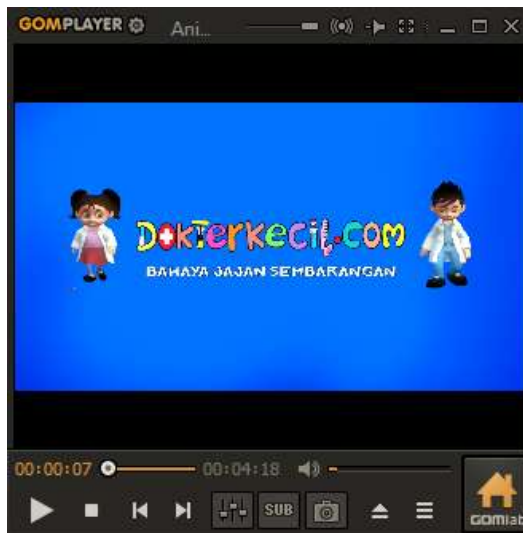 GOMPLAYER Ani...
DokTerkecil.com
BAHAYA JAJAN SEMBARANGAN
00:00:07 00:04:18
SUB
GOMlab